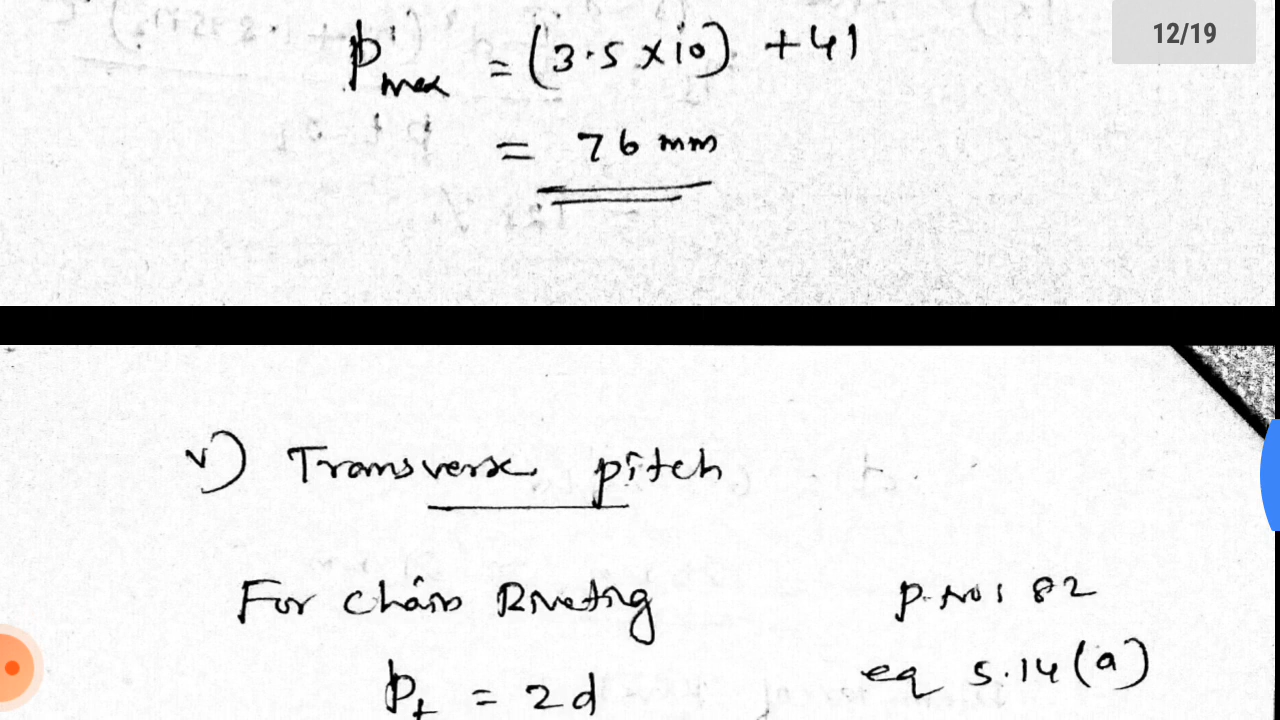 12/19
p'max = (3.5 x 10) + 41
= 76 mm
v) Transverse pitch
For Chain Riveting
P. No: 82
eq 5.14 (a)
pt = 2d